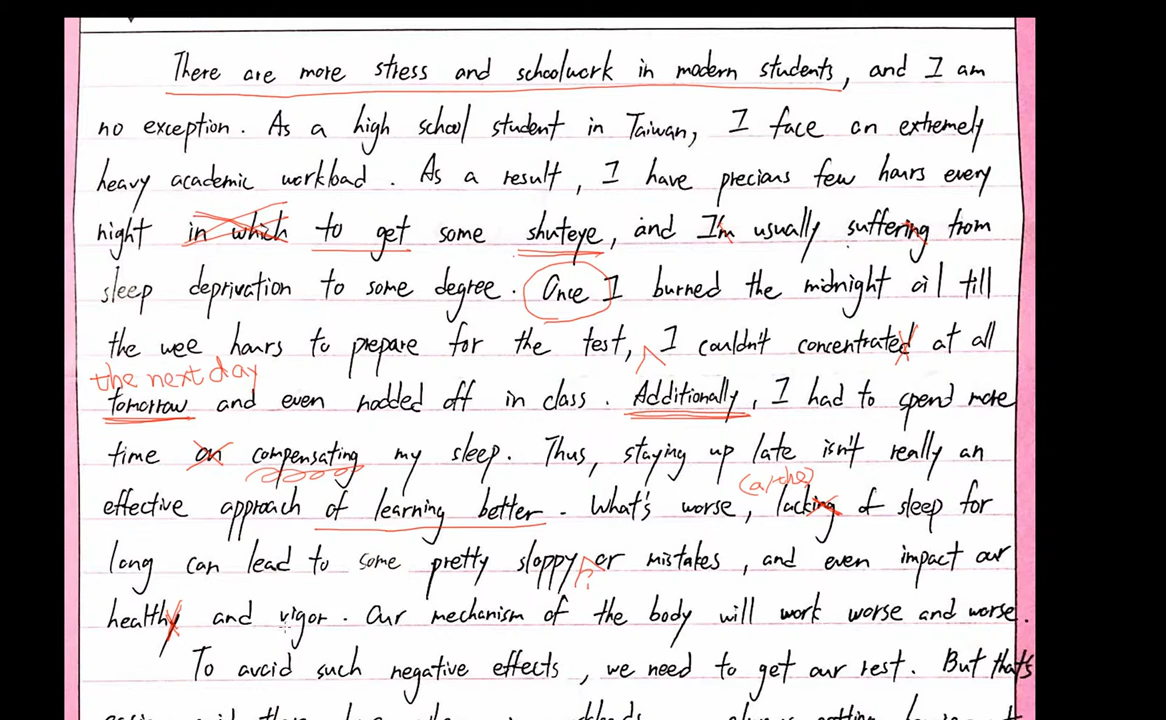 There are more stress and schoolwork in modern students, and I am
no exception. As a high school student in Taiwan, I face an extremely
heavy academic workload. As a result, I have precious few hours every
night in which to get some shuteye, and I'm usually suffering from
sleep deprivation to some degree. Once I burned the midnight oil till
the wee hours to prepare for the test, I couldn't concentrated at all
the next day
tomorrow and even nodded off in class. Additionally, I had to spend more
time on compensating my sleep. Thus, staying up late isn't really an
effective approach of learning better. What's worse, lacking of sleep for
long can lead to some pretty sloppy or mistakes, and even impact our
healthy and vigor. Our mechanism of the body will work worse and worse.
To avoid such negative effects, we need to get our rest. But that's